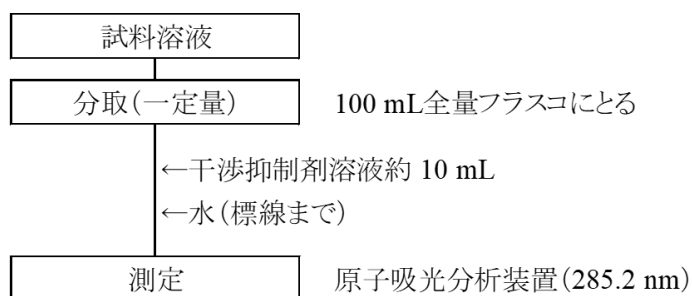 試料溶液
分取(一定量) 100 mL全量フラスコにとる
←干渉抑制剤溶液約 10 mL
←水(標線まで)
測定 原子吸光分析装置(285.2 nm)